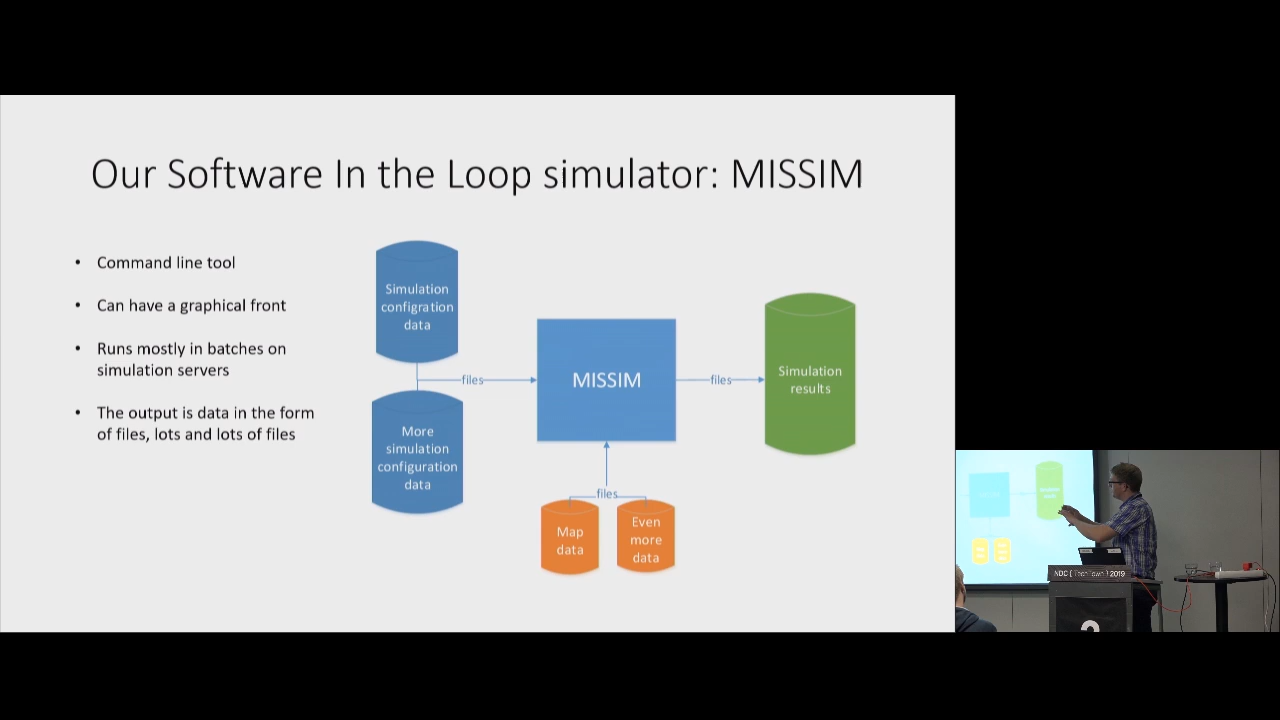 Our Software In the Loop simulator: MISSIM
• Command line tool
• Can have a graphical front
• Runs mostly in batches on
simulation servers
• The output is data in the form
of files, lots and lots of files
Simulation
configration
data
More
simulation
configuration
data
files
MISSIM
files
Simulation
results
files
Map
data
Even
more
data
NDC { TechTown } 2019
2